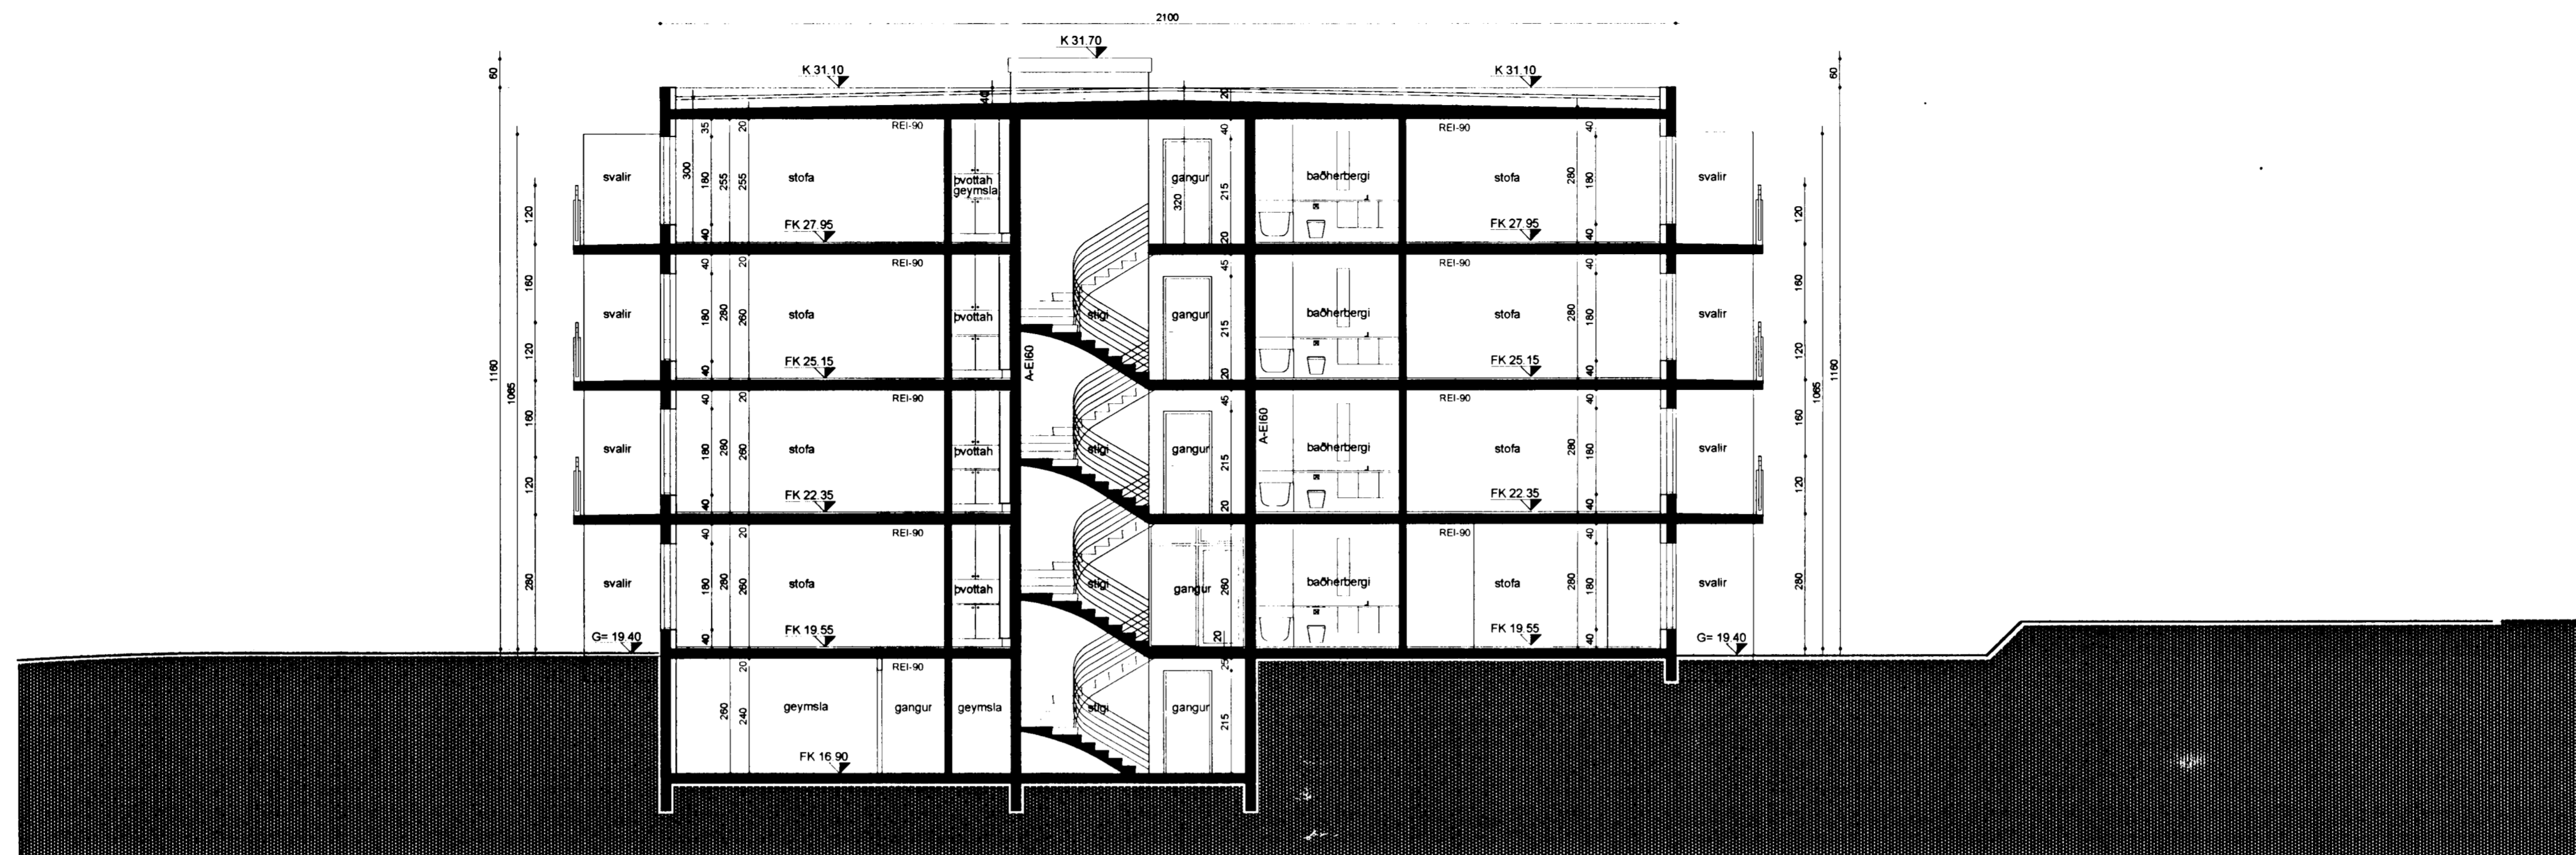 2100
K 31.70
K 31.10
K 31.10
60
60
40
20
35
20
REI-90
40
REI-90
40
svalir
300
180
255
255
stofa
þvottah
geymsla
gangur
320
215
baðherbergi
stofa
280
180
svalir
120
120
FK 27.95
FK 27.95
40
20
40
40
20
REI-90
45
REI-90
40
160
160
svalir
180
280
260
stofa
þvottah
stigi
gangur
215
baðherbergi
stofa
280
180
svalir
1160
1065
120
A-EI60
120
1065
1160
FK 25.15
FK 25.15
40
20
40
40
20
REI-90
45
REI-90
40
160
A-EI60
160
svalir
180
280
260
stofa
þvottah
stigi
gangur
215
baðherbergi
stofa
280
180
svalir
120
120
FK 22.35
FK 22.35
40
20
40
40
20
REI-90
REI-90
40
280
svalir
180
280
260
stofa
þvottah
stigi
gangur
260
baðherbergi
stofa
280
180
svalir
280
G= 19.40
40
FK 19.55
20
FK 19.55
40
G= 19.40
20
REI-90
25
260
240
geymsla
gangur
geymsla
stigi
gangur
215
FK 16.90